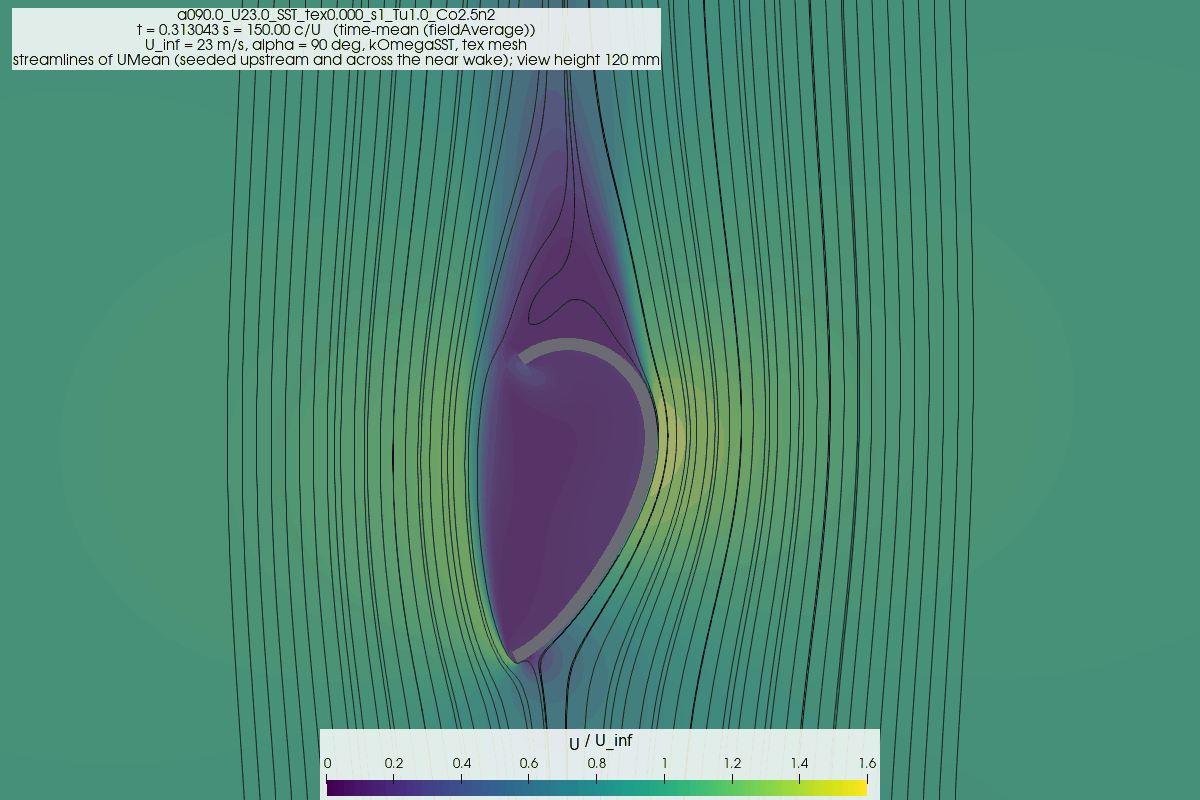 a090.0_U23.0_SST_tex0.000_s1_Tu1.0_Co2.5n2
t = 0.313043 s = 150.00 c/U (time-mean (fieldAverage))
U_inf = 23 m/s, alpha = 90 deg, kOmegaSST, tex mesh
streamlines of UMean (seeded upstream and across the near wake); view height 120 mm
U / U_inf
0 0.2 0.4 0.6 0.8 1 1.2 1.4 1.6